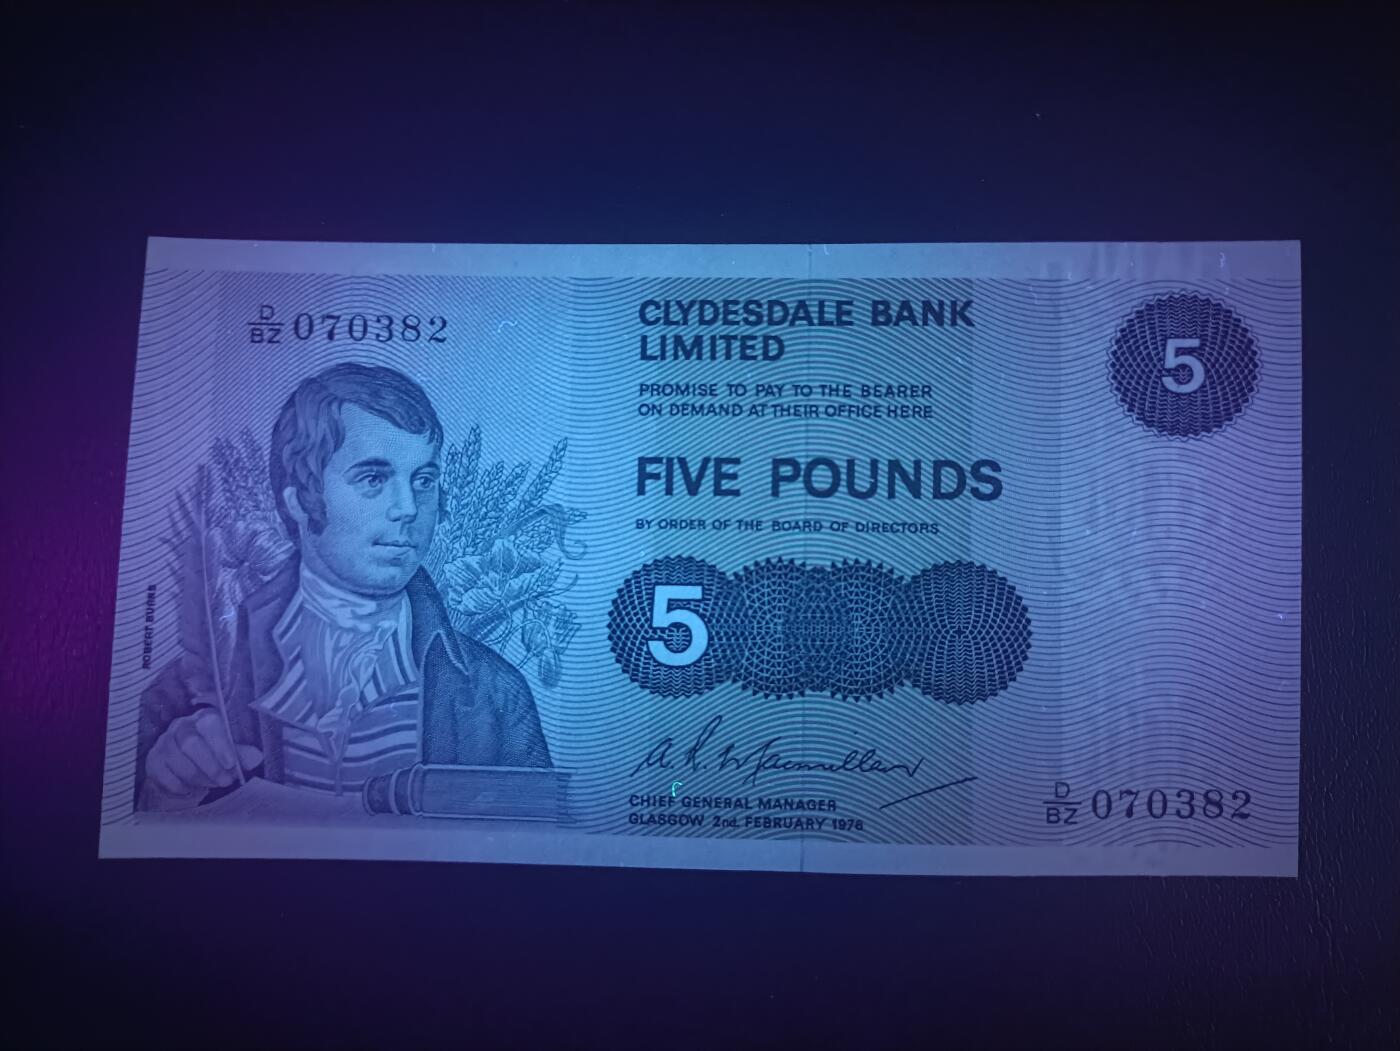 D
BZ 070382
CLYDESDALE BANK
LIMITED
PROMISE TO PAY TO THE BEARER
ON DEMAND AT THEIR OFFICE HERE
5
FIVE POUNDS
BY ORDER OF THE BOARD OF DIRECTORS
5
ROBERT BURNS
A. R. Macmillan
CHIEF GENERAL MANAGER
GLASGOW 2nd. FEBRUARY 1976
D
BZ 070382